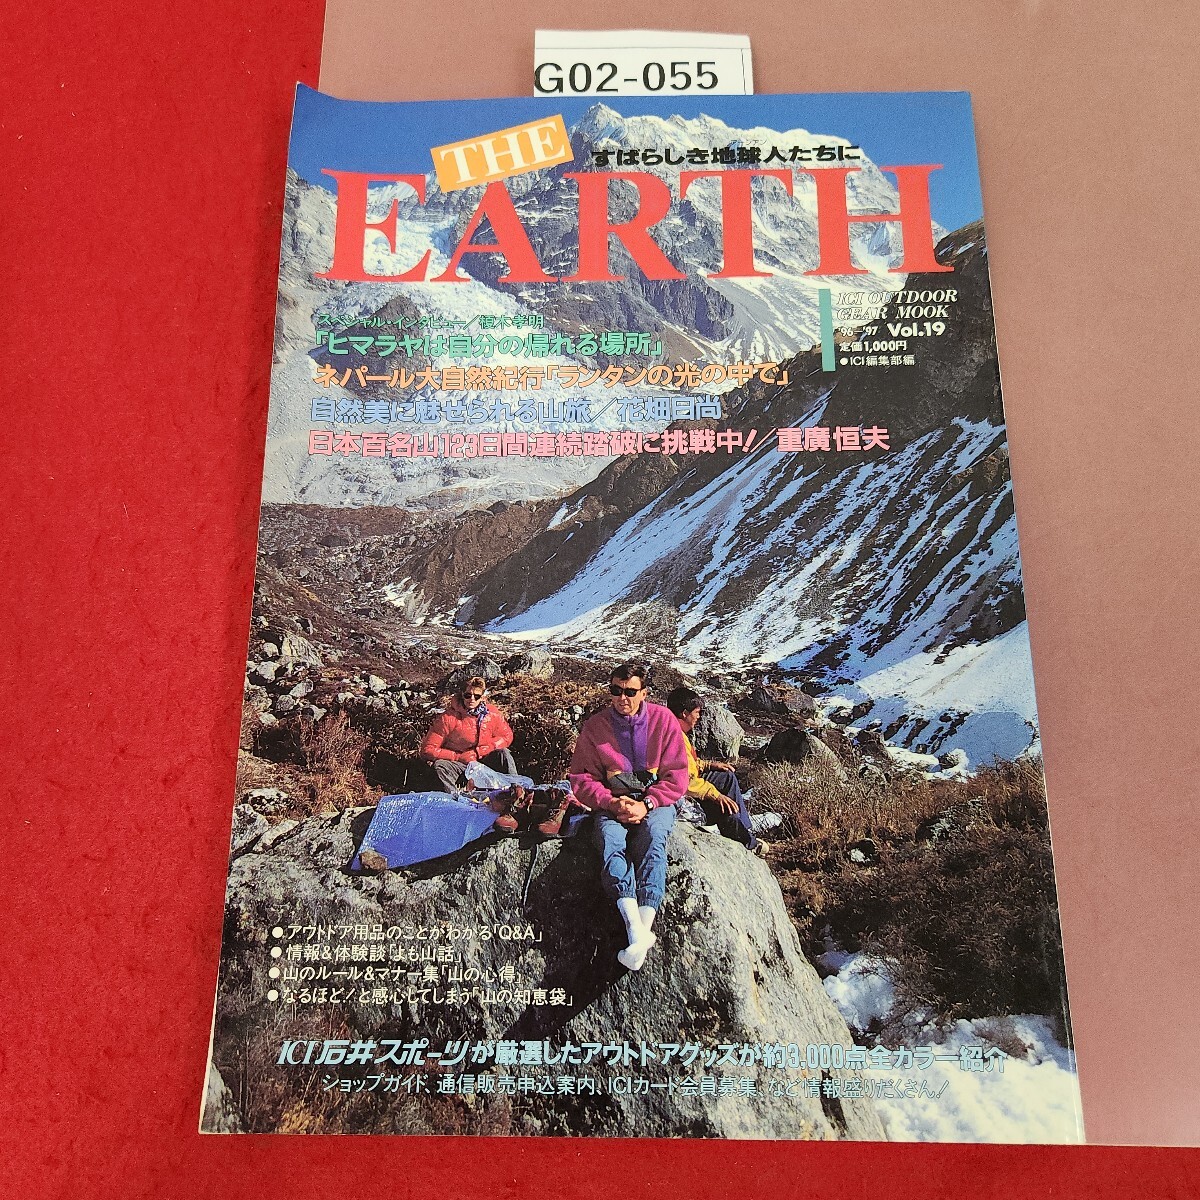 G02-055
THE
すばらしき地球人たちに
EARTH
ICI OUTDOOR
GEAR MOOK
'96-'97 Vol.19
定価1,000円
●ICI編集部編
スペシャル・インタビュー/榎木孝明
「ヒマラヤは自分の帰れる場所」
ネパール大自然紀行「ランタンの光の中で」
自然美に魅せられる山旅/花畑日尚
日本百名山123日間連続踏破に挑戦中!/重廣恒夫
●アウトドア用品のことがわかる「Q&A」
●情報&体験談「よも山話」
●山のルール&マナー集「山の心得」
●なるほど!と感心してしまう「山の知恵袋」
ICI石井スポーツが厳選したアウトドアグッズが約3,000点全カラー紹介
ショップガイド、通信販売申込案内、ICIカード会員募集、など情報盛りだくさん!